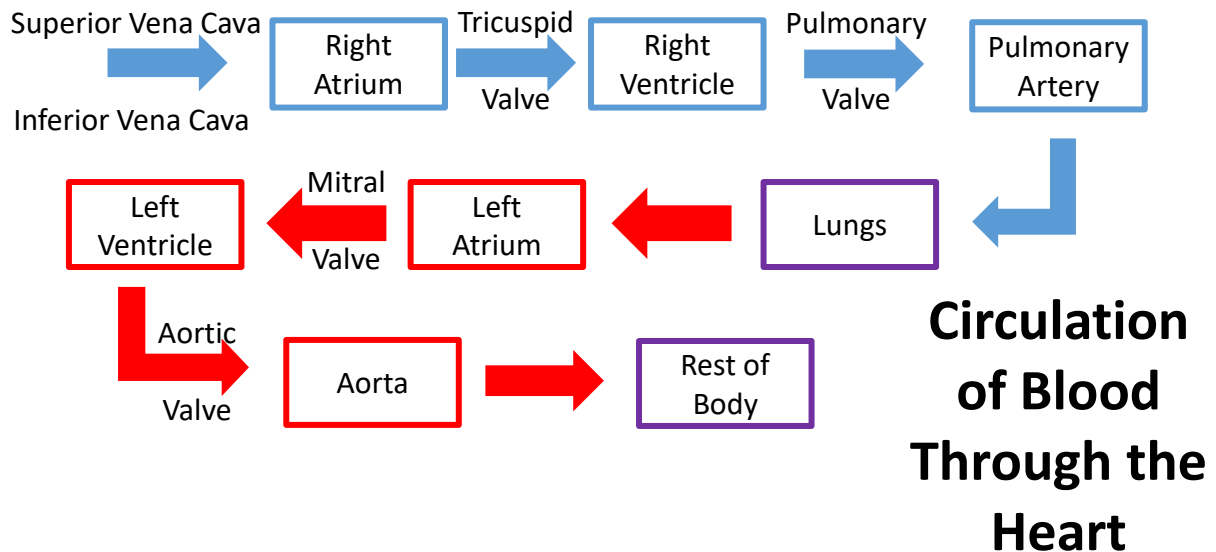 Superior Vena Cava
Inferior Vena Cava
Right
Atrium
Tricuspid
Valve
Right
Ventricle
Pulmonary
Valve
Pulmonary
Artery
Lungs
Left
Atrium
Mitral
Valve
Left
Ventricle
Aortic
Valve
Aorta
Rest of
Body
Circulation
of Blood
Through the
Heart